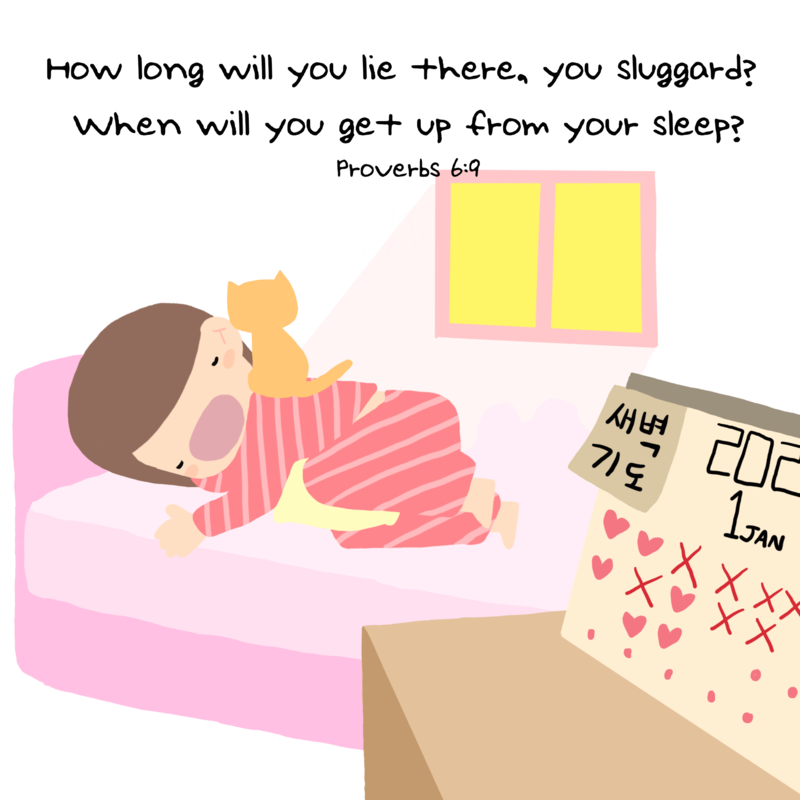 How long will you lie there, you sluggard?
When will you get up from your sleep?
Proverbs 6:9
새벽
기도
202
1 JAN